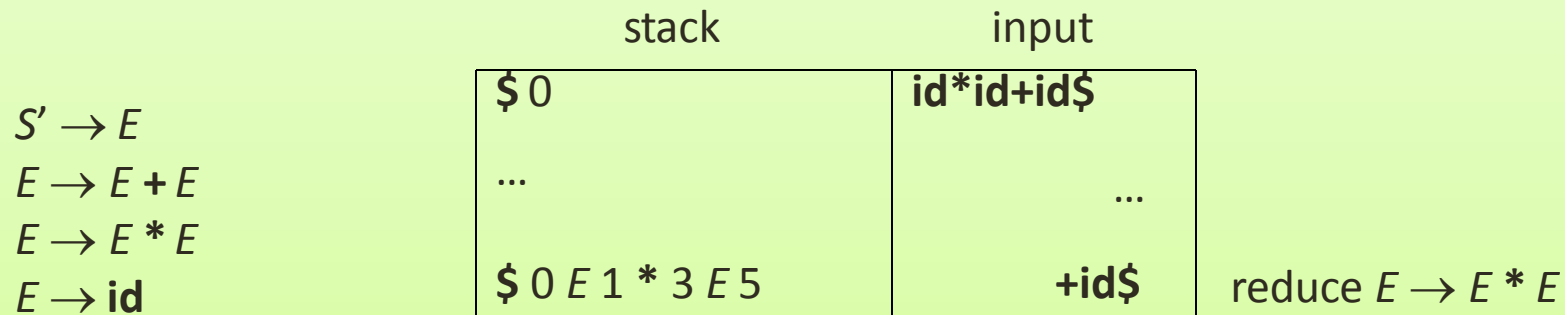 stack input
$ 0 id*id+id$
S’ → E
E → E + E
… …
E → E * E
E → id
$ 0 E 1 * 3 E 5 +id$ reduce E → E * E